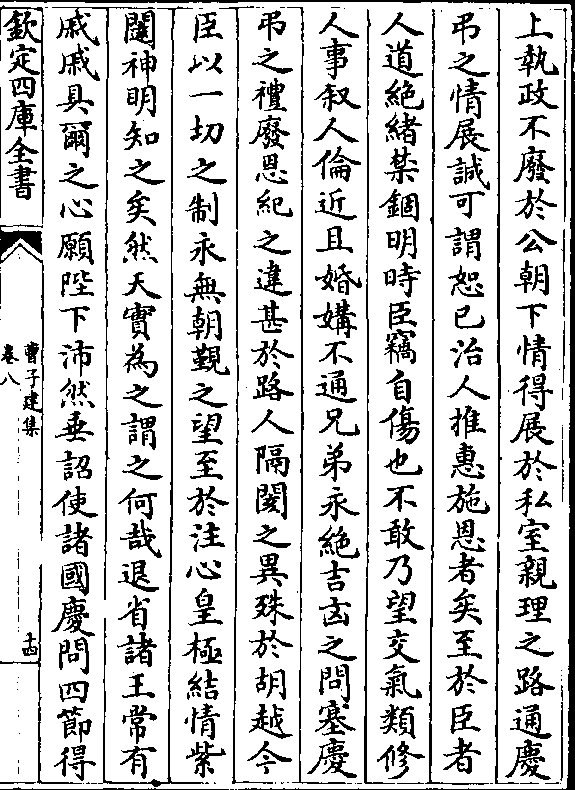 上執政不廢於公朝下情得展於私室親理之路通慶
弔之情展誠可謂恕已治人推惠施恩者矣至於臣者
人道絶緒禁錮明時臣竊自傷也不敢乃望交氣類修
人事叙人倫近且婚媾不通兄弟永絶吉凶之問塞慶
弔之禮廢恩紀之違甚於路人隔閡之異殊於胡越今
臣以一切之制永無朝覲之望至於注心皇極結情紫
闥神明知之矣然天實為之謂之何哉退省諸王常有
戚戚具爾之心願陛下沛然垂詔使諸國慶問四節得
欽定四庫全書
曹子建集
卷八
十四